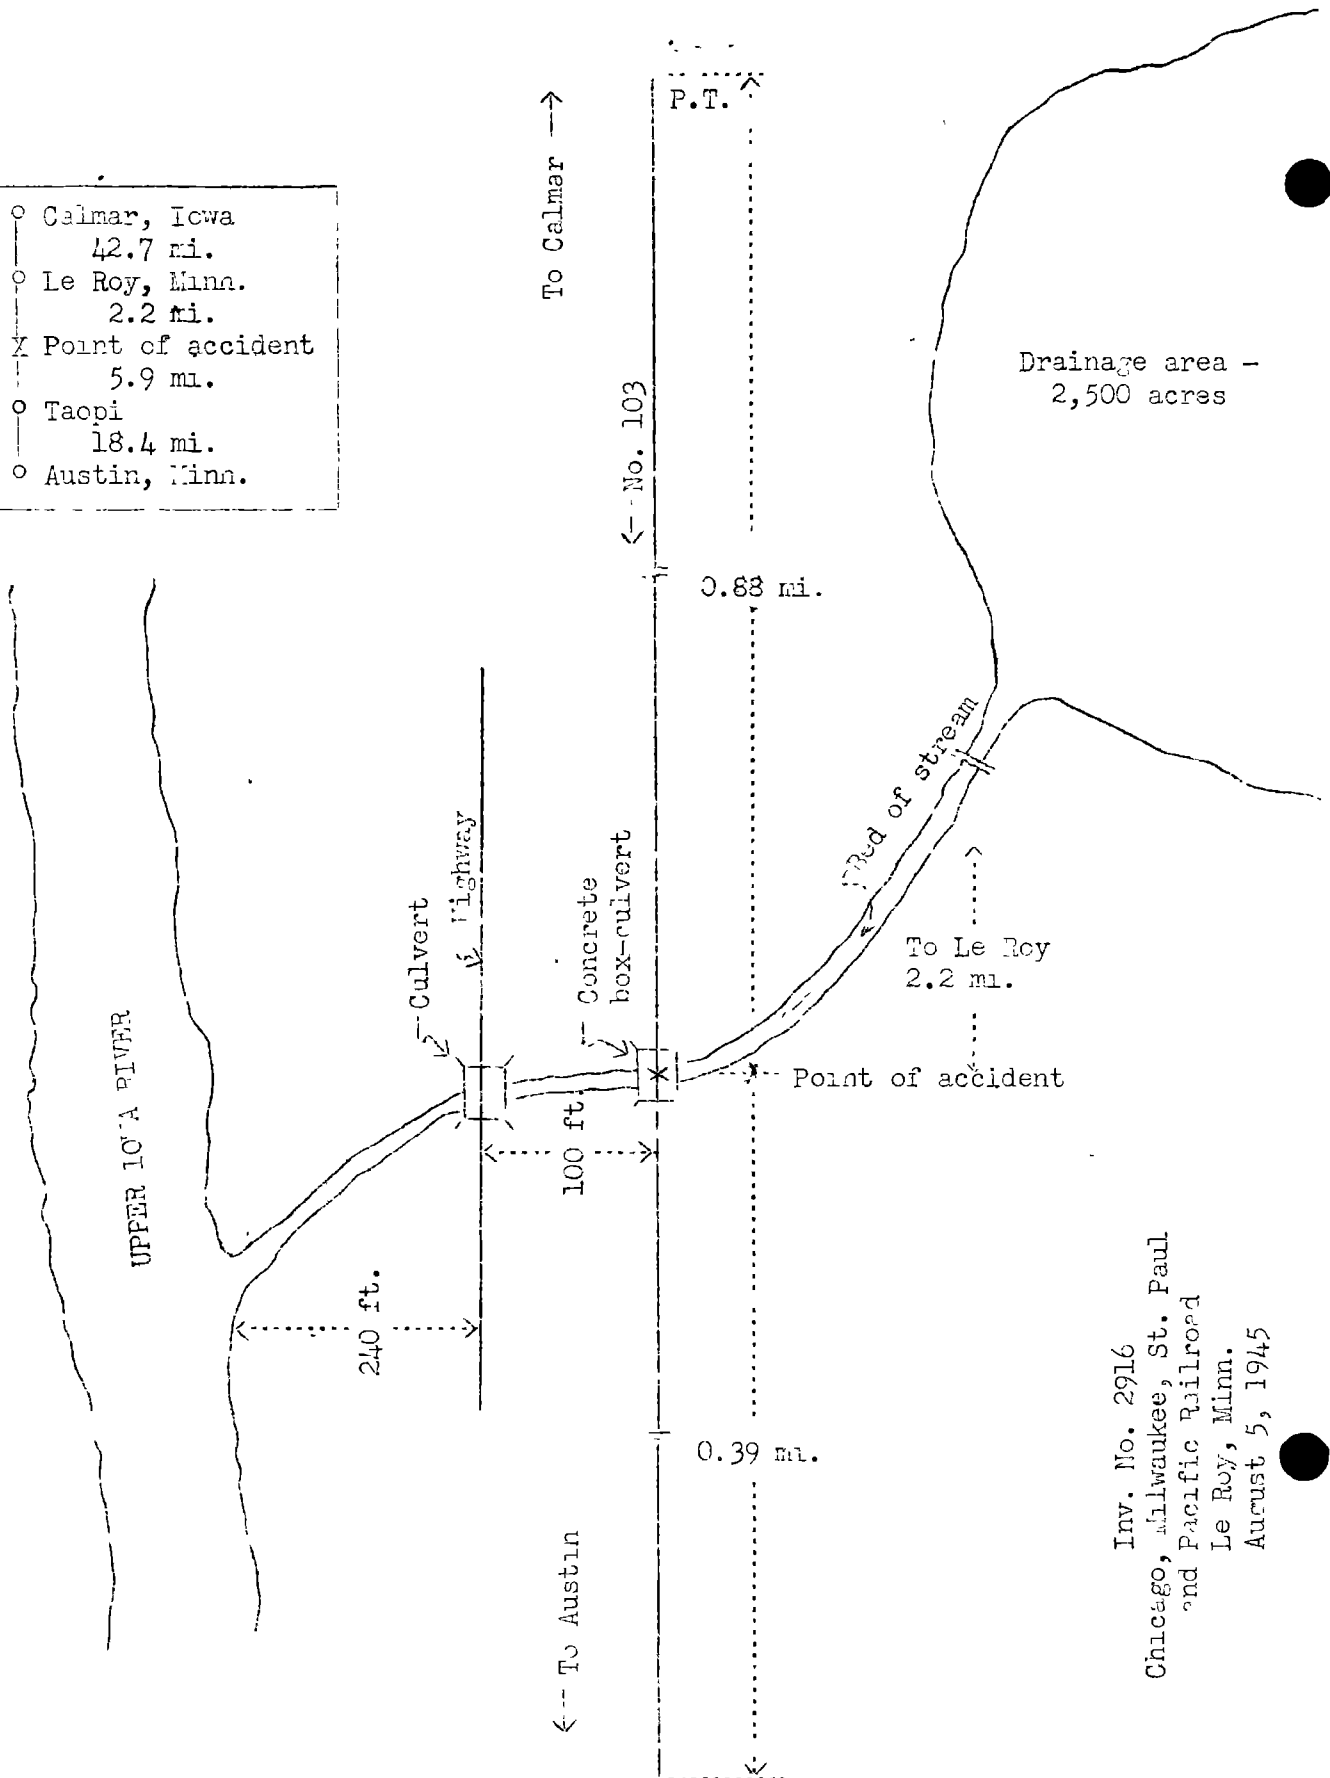 P.T.
To Calmar
Calmar, Iowa
42.7 mi.
Le Roy, Minn.
2.2 mi.
X Point of accident
5.9 mi.
Taopi
18.4 mi.
Austin, Minn.
Drainage area -
2,500 acres
No. 103
0.88 mi.
Bed of stream
Highway
Culvert
Concrete
box-culvert
To Le Roy
2.2 mi.
Point of accident
UPPER IOWA RIVER
100 ft.
240 ft.
0.39 mi.
To Austin
Inv. No. 2916
Chicago, Milwaukee, St. Paul
and Pacific Railroad
Le Roy, Minn.
August 5, 1945